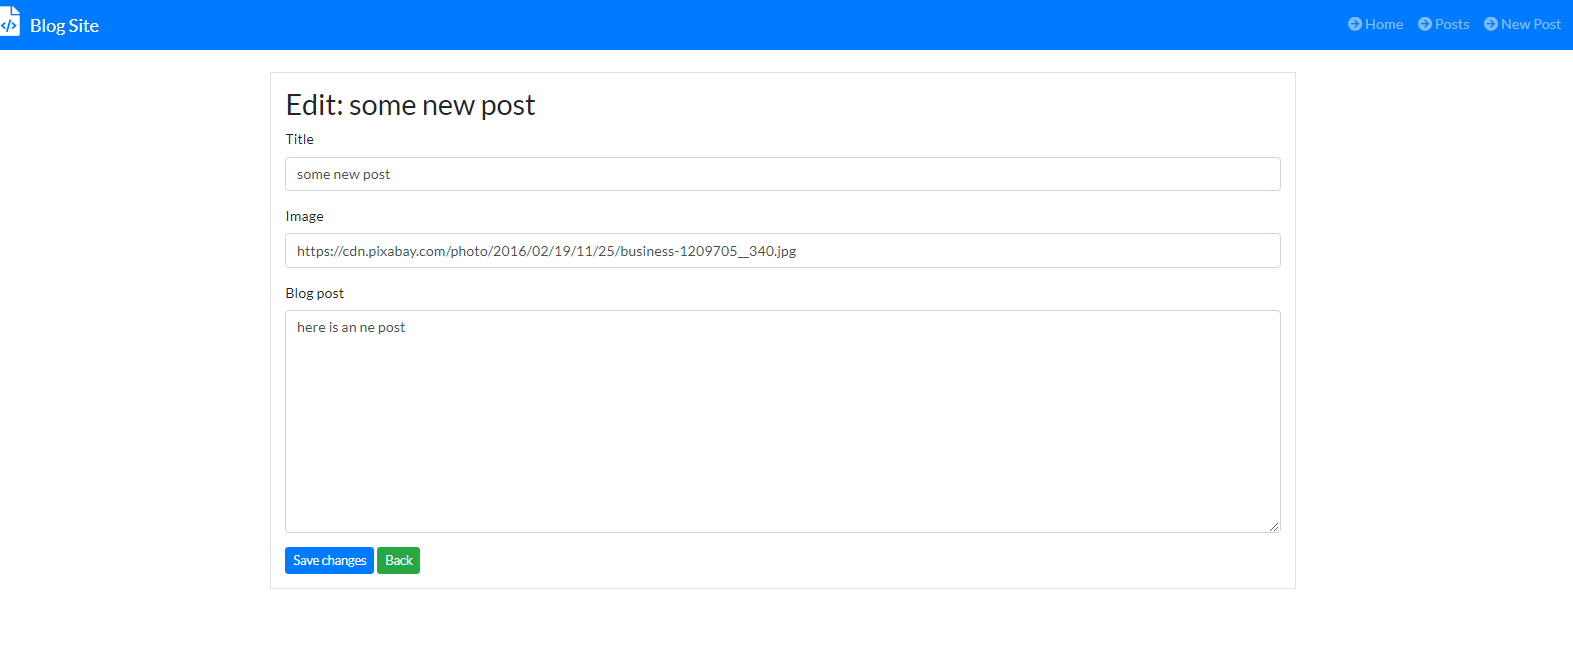 </> Blog Site Home Posts New Post
Edit: some new post
Title
some new post
Image
https://cdn.pixabay.com/photo/2016/02/19/11/25/business-1209705__340.jpg
Blog post
here is an ne post
Save changes Back